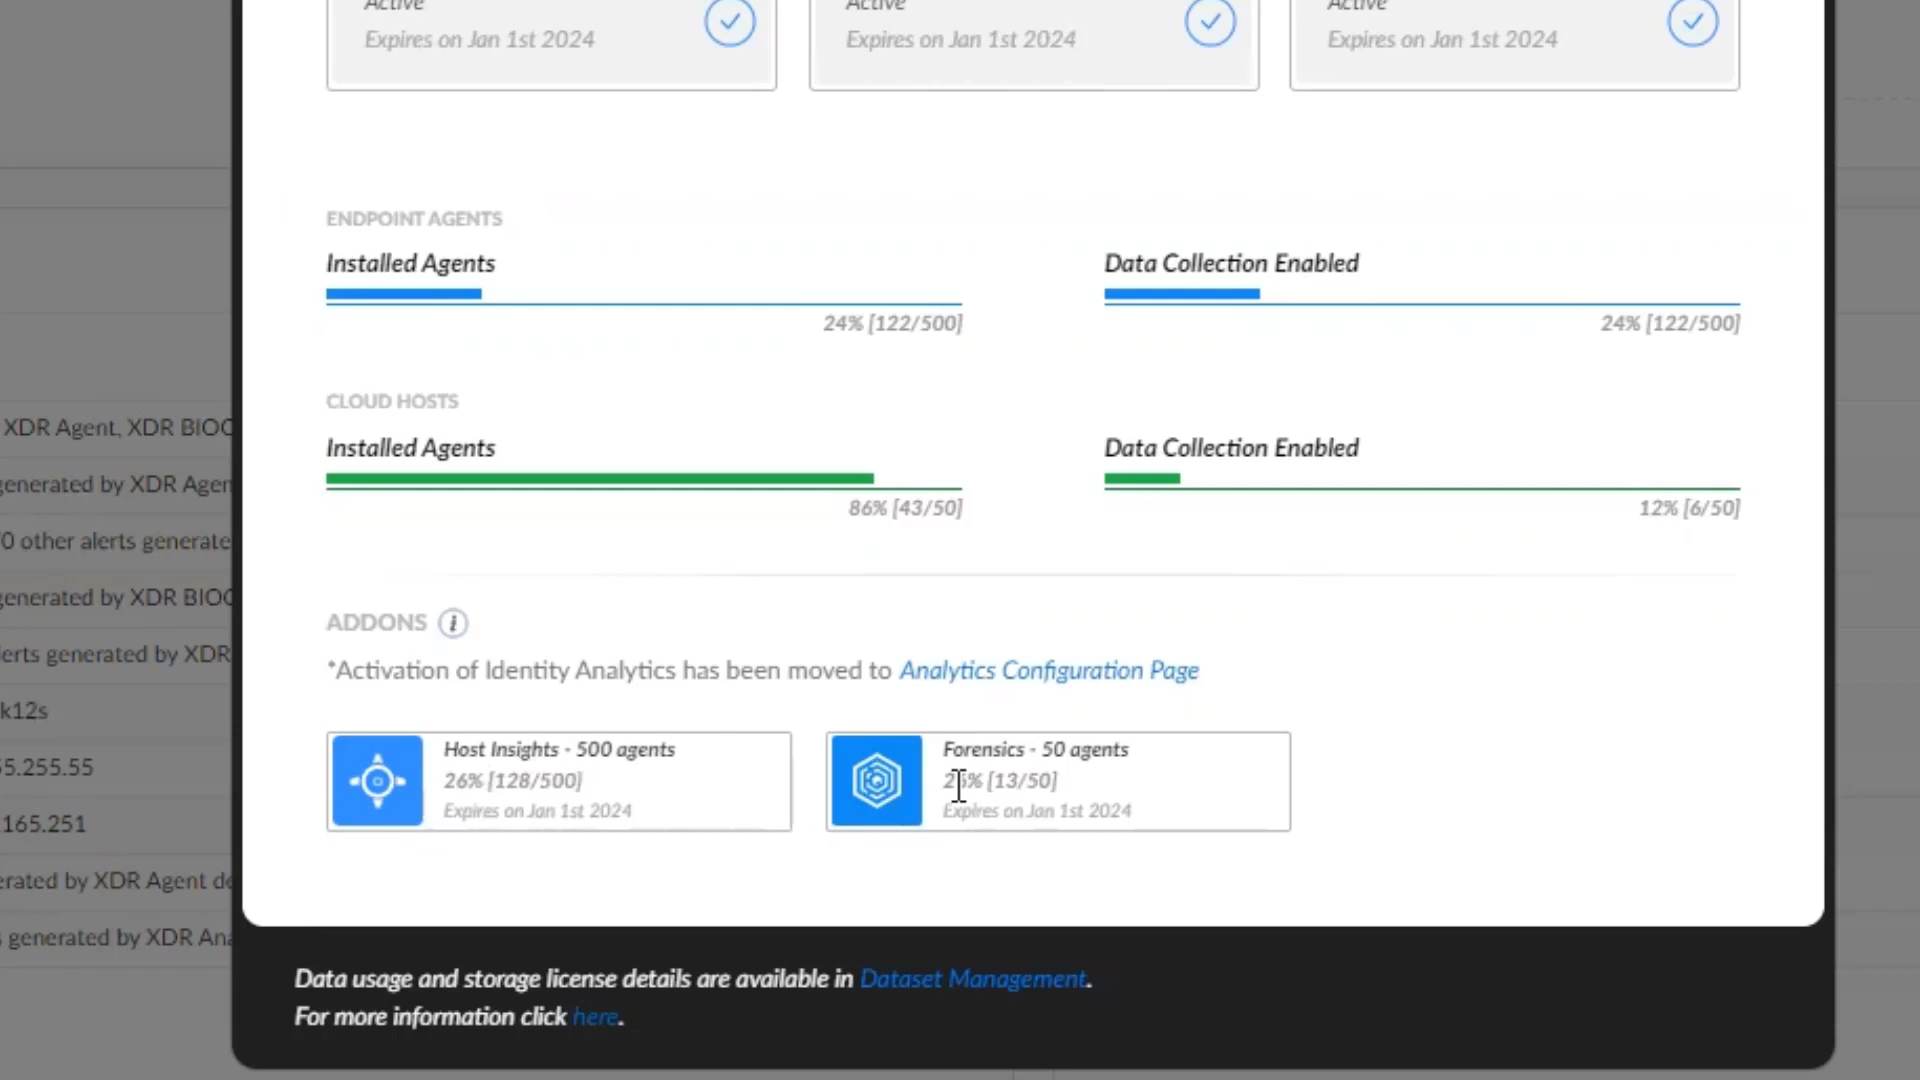 Active
Expires on Jan 1st 2024
Active
Expires on Jan 1st 2024
Active
Expires on Jan 1st 2024
ENDPOINT AGENTS
Installed Agents
24% [122/500]
Data Collection Enabled
24% [122/500]
CLOUD HOSTS
Installed Agents
86% [43/50]
Data Collection Enabled
12% [6/50]
ADDONS i
*Activation of Identity Analytics has been moved to Analytics Configuration Page
Host Insights - 500 agents
26% [128/500]
Expires on Jan 1st 2024
Forensics - 50 agents
[13/50]
Expires on Jan 1st 2024
Data usage and storage license details are available in Dataset Management.
For more information click here.
XDR Agent, XDR BIOC
generated by XDR Agen
0 other alerts generate
generated by XDR BIOC
lerts generated by XDR
k12s
55.255.55
165.251
erated by XDR Agent de
generated by XDR Ana